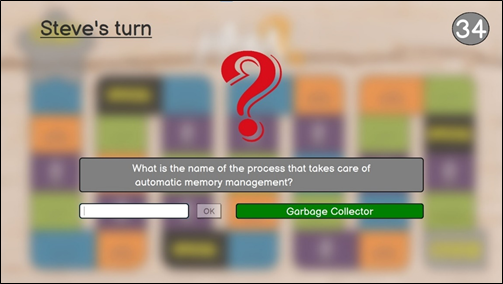 Steve's turn
34
?
What is the name of the process that takes care of
automatic memory management?
OK
Garbage Collector